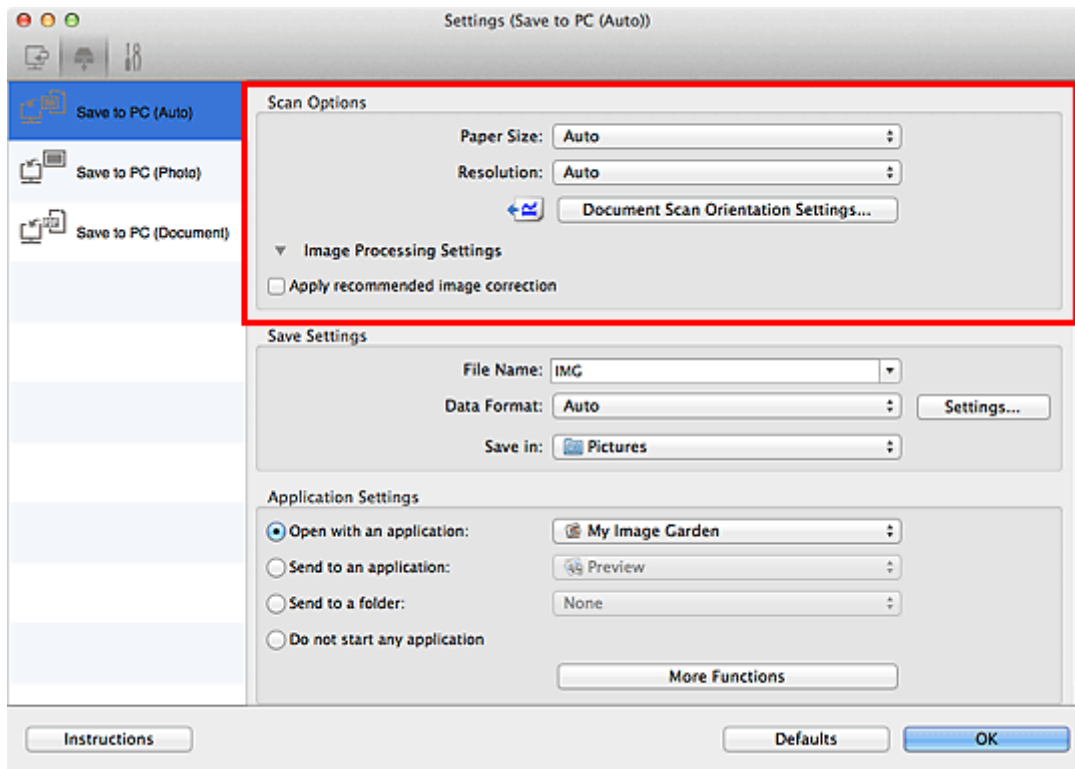 Settings (Save to PC (Auto))
Save to PC (Auto)
Save to PC (Photo)
Save to PC (Document)
Scan Options
Paper Size: Auto
Resolution: Auto
Document Scan Orientation Settings...
Image Processing Settings
Apply recommended image correction
Save Settings
File Name: IMG
Data Format: Auto Settings...
Save in: Pictures
Application Settings
Open with an application: My Image Garden
Send to an application: Preview
Send to a folder: None
Do not start any application
More Functions
Instructions Defaults OK